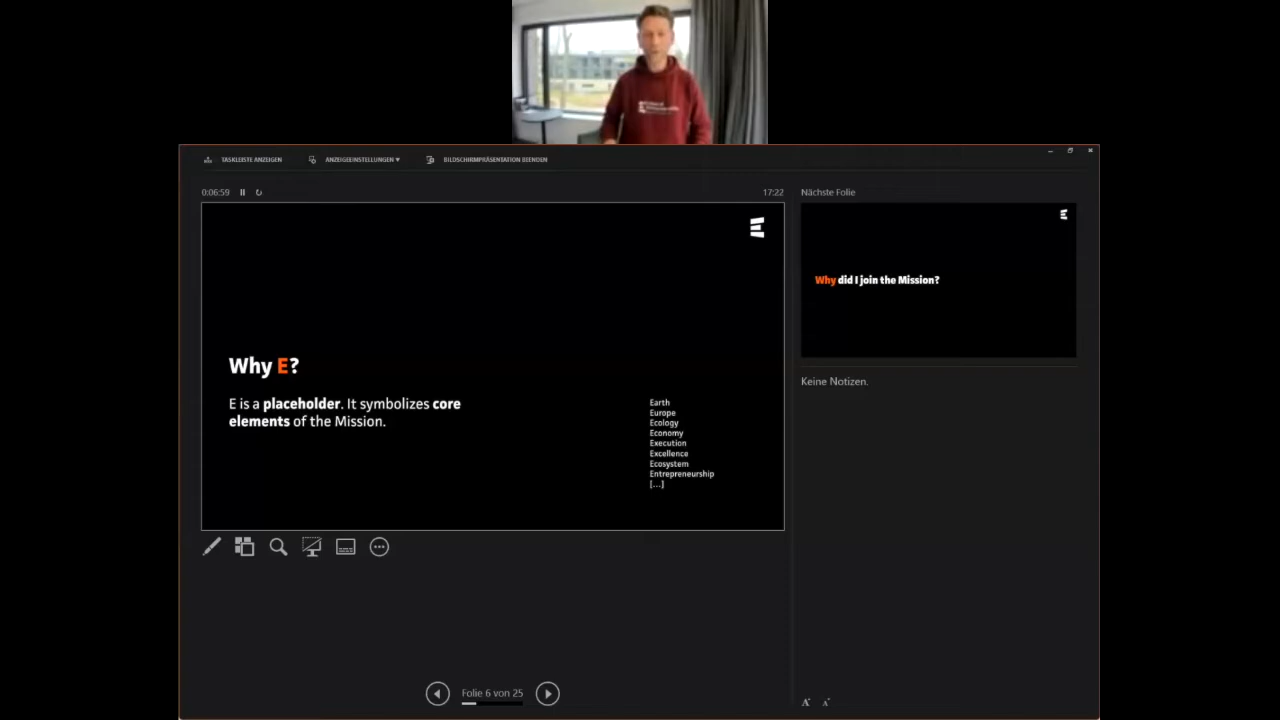 TASKLEISTE ANZEIGEN
ANZEIGEEINSTELLUNGEN ▾
BILDSCHIRMPRÄSENTATION BEENDEN
0:06:59
17:22
Nächste Folie
Why E?
E is a placeholder. It symbolizes core
elements of the Mission.
Earth
Europe
Ecology
Economy
Execution
Excellence
Ecosystem
Entrepreneurship
[...]
Why did I join the Mission?
Keine Notizen.
Folie 6 von 25